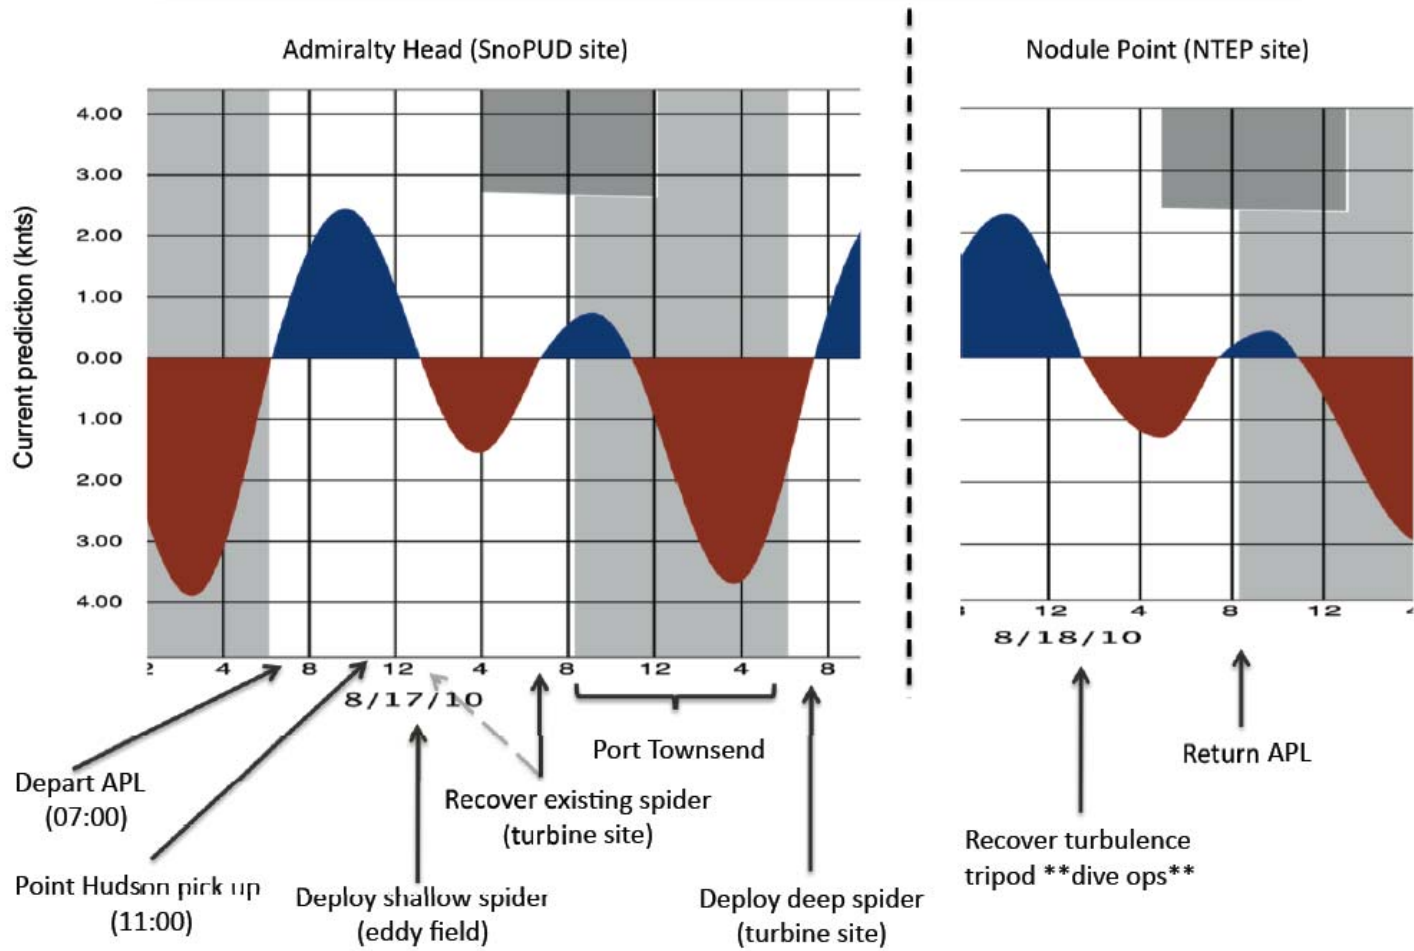 Admiralty Head (SnoPUD site)
Nodule Point (NTEP site)
Current prediction (knts)
4.00
3.00
2.00
1.00
0.00
1.00
2.00
3.00
4.00
4 8 12 4 8 12 4 8
8/17/10
12 4 8 12
8/18/10
Depart APL
(07:00)
Point Hudson pick up
(11:00)
Deploy shallow spider
(eddy field)
Recover existing spider
(turbine site)
Port Townsend
Deploy deep spider
(turbine site)
Recover turbulence
tripod **dive ops**
Return APL